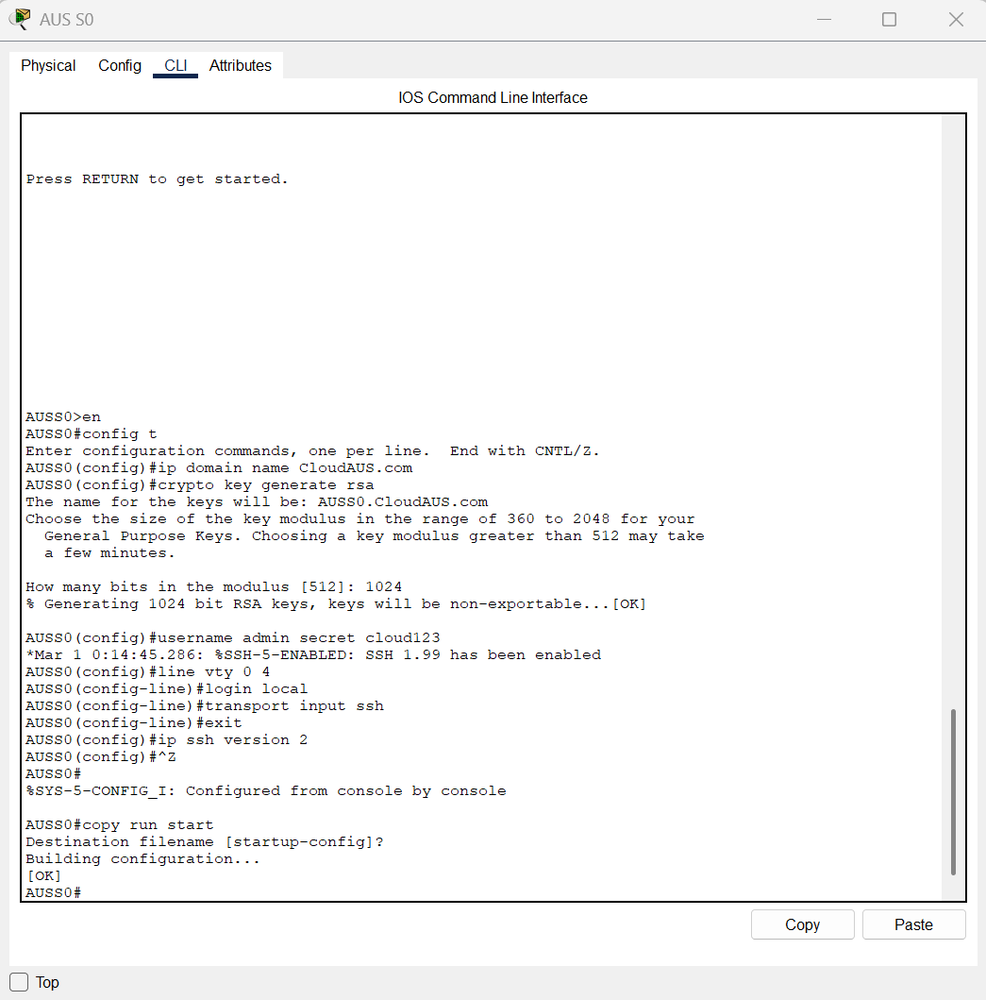 AUS S0
Physical Config CLI Attributes
IOS Command Line Interface
Press RETURN to get started.
AUSS0>en
AUSS0#config t
Enter configuration commands, one per line.  End with CNTL/Z.
AUSS0(config)#ip domain name CloudAUS.com
AUSS0(config)#crypto key generate rsa
The name for the keys will be: AUSS0.CloudAUS.com
Choose the size of the key modulus in the range of 360 to 2048 for your
  General Purpose Keys. Choosing a key modulus greater than 512 may take
  a few minutes.
How many bits in the modulus [512]: 1024
% Generating 1024 bit RSA keys, keys will be non-exportable...[OK]
AUSS0(config)#username admin secret cloud123
*Mar 1 0:14:45.286: %SSH-5-ENABLED: SSH 1.99 has been enabled
AUSS0(config)#line vty 0 4
AUSS0(config-line)#login local
AUSS0(config-line)#transport input ssh
AUSS0(config-line)#exit
AUSS0(config)#ip ssh version 2
AUSS0(config)#^Z
AUSS0#
%SYS-5-CONFIG_I: Configured from console by console
AUSS0#copy run start
Destination filename [startup-config]?
Building configuration...
[OK]
AUSS0#
Copy Paste
Top